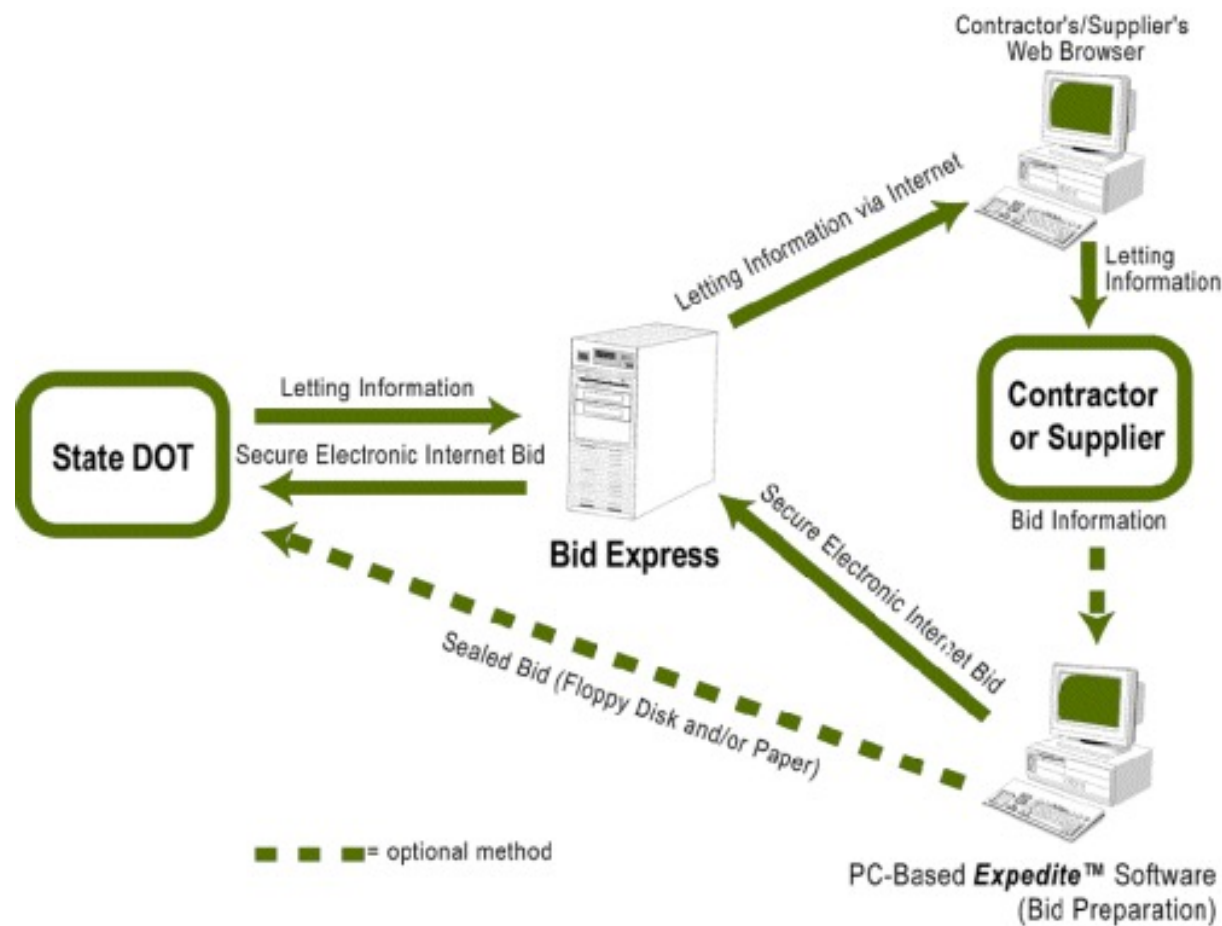 Contractor's/Supplier's
Web Browser
Letting Information via Internet
Letting
Information
Contractor
or Supplier
Letting Information
State DOT
Secure Electronic Internet Bid
Bid Express
Bid Information
Secure Electronic Internet Bid
Sealed Bid (Floppy Disk and/or Paper)
= optional method
PC-Based Expedite™ Software
(Bid Preparation)